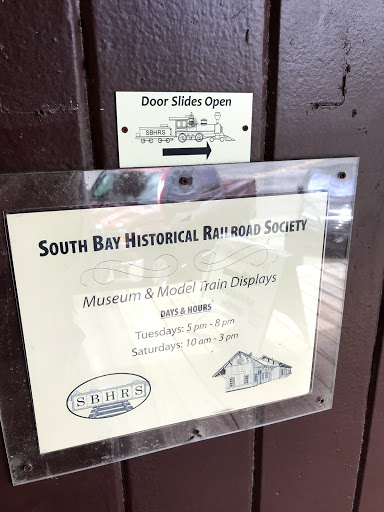 Door Slides Open
SBHRS
SOUTH BAY HISTORICAL RAILROAD SOCIETY
Museum & Model Train Displays
DAYS & HOURS
Tuesdays: 5 pm - 8 pm
Saturdays: 10 am - 3 pm
SBHRS